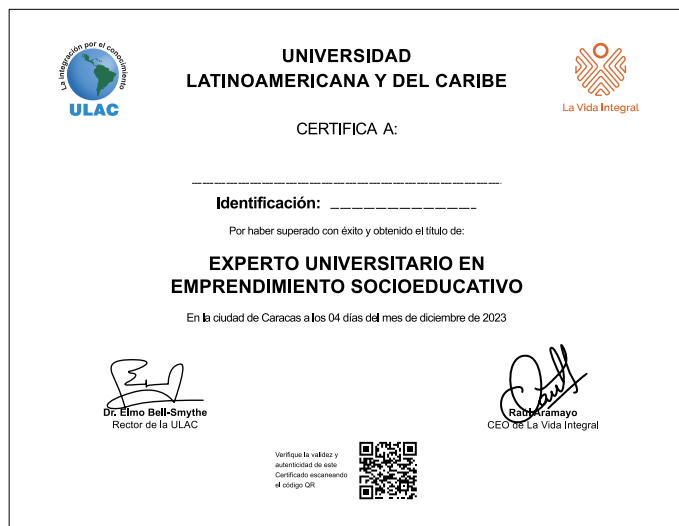 La integración por el conocimiento
ULAC
UNIVERSIDAD
LATINOAMERICANA Y DEL CARIBE
La Vida Integral
CERTIFICA A:
Identificación:
Por haber superado con éxito y obtenido el título de:
EXPERTO UNIVERSITARIO EN
EMPRENDIMIENTO SOCIOEDUCATIVO
En la ciudad de Caracas a los 04 días del mes de diciembre de 2023
Dr. Elmo Bell-Smythe
Rector de la ULAC
Raúl Aramayo
CEO de La Vida Integral
Verifique la validez y
autenticidad de este
Certificado escaneando
el código QR